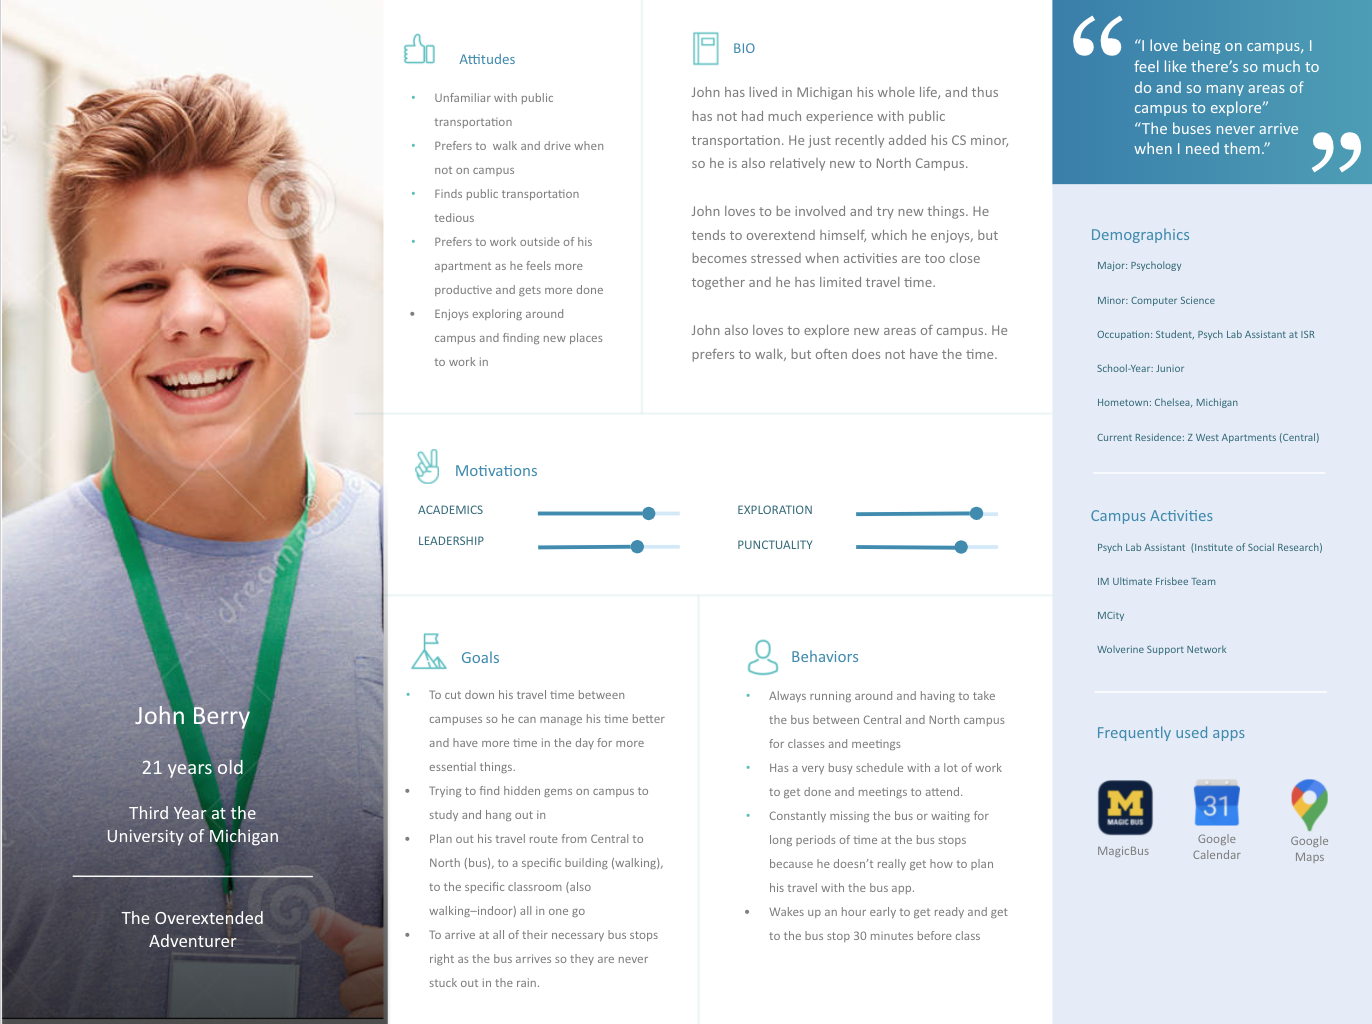 John Berry
21 years old
Third Year at the
University of Michigan
The Overextended
Adventurer
dreamstime
Attitudes
• Unfamiliar with public
transportation
• Prefers to walk and drive when
not on campus
• Finds public transportation
tedious
• Prefers to work outside of his
apartment as he feels more
productive and gets more done
• Enjoys exploring around
campus and finding new places
to work in
BIO
John has lived in Michigan his whole life, and thus
has not had much experience with public
transportation. He just recently added his CS minor,
so he is also relatively new to North Campus.
John loves to be involved and try new things. He
tends to overextend himself, which he enjoys, but
becomes stressed when activities are too close
together and he has limited travel time.
John also loves to explore new areas of campus. He
prefers to walk, but often does not have the time.
Motivations
ACADEMICS
LEADERSHIP
EXPLORATION
PUNCTUALITY
Goals
• To cut down his travel time between
campuses so he can manage his time better
and have more time in the day for more
essential things.
• Trying to find hidden gems on campus to
study and hang out in
• Plan out his travel route from Central to
North (bus), to a specific building (walking),
to the specific classroom (also
walking–indoor) all in one go
• To arrive at all of their necessary bus stops
right as the bus arrives so they are never
stuck out in the rain.
Behaviors
• Always running around and having to take
the bus between Central and North campus
for classes and meetings
• Has a very busy schedule with a lot of work
to get done and meetings to attend.
• Constantly missing the bus or waiting for
long periods of time at the bus stops
because he doesn't really get how to plan
his travel with the bus app.
• Wakes up an hour early to get ready and get
to the bus stop 30 minutes before class
“I love being on campus, I
feel like there’s so much to
do and so many areas of
campus to explore”
“The buses never arrive
when I need them.”
Demographics
Major: Psychology
Minor: Computer Science
Occupation: Student, Psych Lab Assistant at ISR
School-Year: Junior
Hometown: Chelsea, Michigan
Current Residence: Z West Apartments (Central)
Campus Activities
Psych Lab Assistant (Institute of Social Research)
IM Ultimate Frisbee Team
MCity
Wolverine Support Network
Frequently used apps
M
MAGIC BUS
MagicBus
31
Google
Calendar
Google
Maps